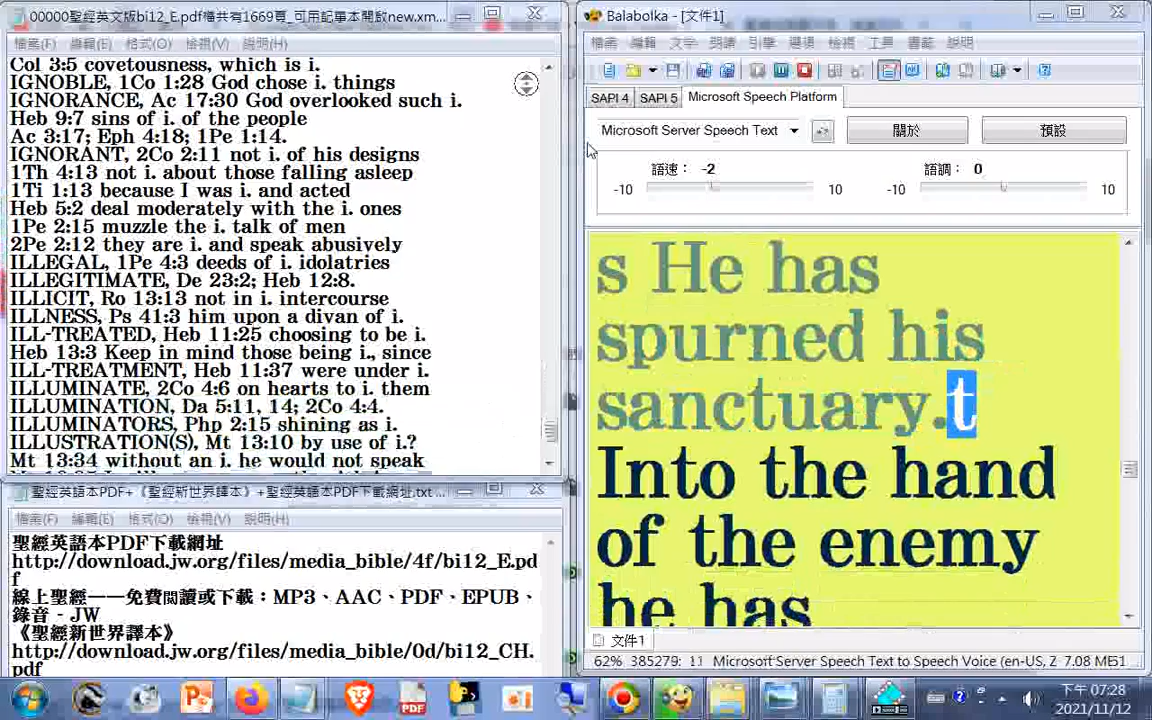 00000聖經英文版bi12_E.pdf檔共有1669頁_可用記事本開啟new.xm...
檔案(F) 編輯(E) 格式(O) 檢視(V) 說明(H)
Col 3:5 covetousness, which is i.
IGNOBLE, 1Co 1:28 God chose i. things
IGNORANCE, Ac 17:30 God overlooked such i.
Heb 9:7 sins of i. of the people
Ac 3:17; Eph 4:18; 1Pe 1:14.
IGNORANT, 2Co 2:11 not i. of his designs
1Th 4:13 not i. about those falling asleep
1Ti 1:13 because I was i. and acted
Heb 5:2 deal moderately with the i. ones
1Pe 2:15 muzzle the i. talk of men
2Pe 2:12 they are i. and speak abusively
ILLEGAL, 1Pe 4:3 deeds of i. idolatries
ILLEGITIMATE, De 23:2; Heb 12:8.
ILLICIT, Ro 13:13 not in i. intercourse
ILLNESS, Ps 41:3 him upon a divan of i.
ILL-TREATED, Heb 11:25 choosing to be i.
Heb 13:3 Keep in mind those being i., since
ILL-TREATMENT, Heb 11:37 were under i.
ILLUMINATE, 2Co 4:6 on hearts to i. them
ILLUMINATION, Da 5:11, 14; 2Co 4:4.
ILLUMINATORS, Php 2:15 shining as i.
ILLUSTRATION(S), Mt 13:10 by use of i.?
Mt 13:34 without an i. he would not speak
聖經英語本PDF+《聖經新世界譯本》+聖經英語本PDF下載網址.txt ...
檔案(F) 編輯(E) 格式(O) 檢視(V) 說明(H)
聖經英語本PDF下載網址
http://download.jw.org/files/media_bible/4f/bi12_E.pd
f
線上聖經——免費閱讀或下載：MP3、AAC、PDF、EPUB、
錄音 - JW
《聖經新世界譯本》
http://download.jw.org/files/media_bible/0d/bi12_CH.
pdf
Balabolka - [文件1]
檔案 編輯 文字 朗讀 引擎 選項 檢視 工具 書籤 說明
SAPI 4 SAPI 5 Microsoft Speech Platform
Microsoft Server Speech Text 關於 預設
語速： -2 語調： 0
-10 10 -10 10
s He has
spurned his
sanctuary.t
Into the hand
of the enemy
he has
文件1
62% 385279: 11 Microsoft Server Speech Text to Speech Voice (en-US, Z 7.08 MB
下午 07:28
2021/11/12